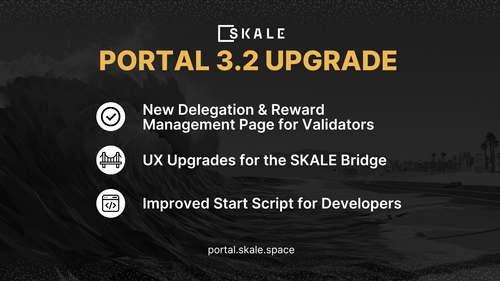 SKALE
PORTAL 3.2 UPGRADE
New Delegation & Reward
Management Page for Validators
UX Upgrades for the SKALE Bridge
Improved Start Script for Developers
portal.skale.space